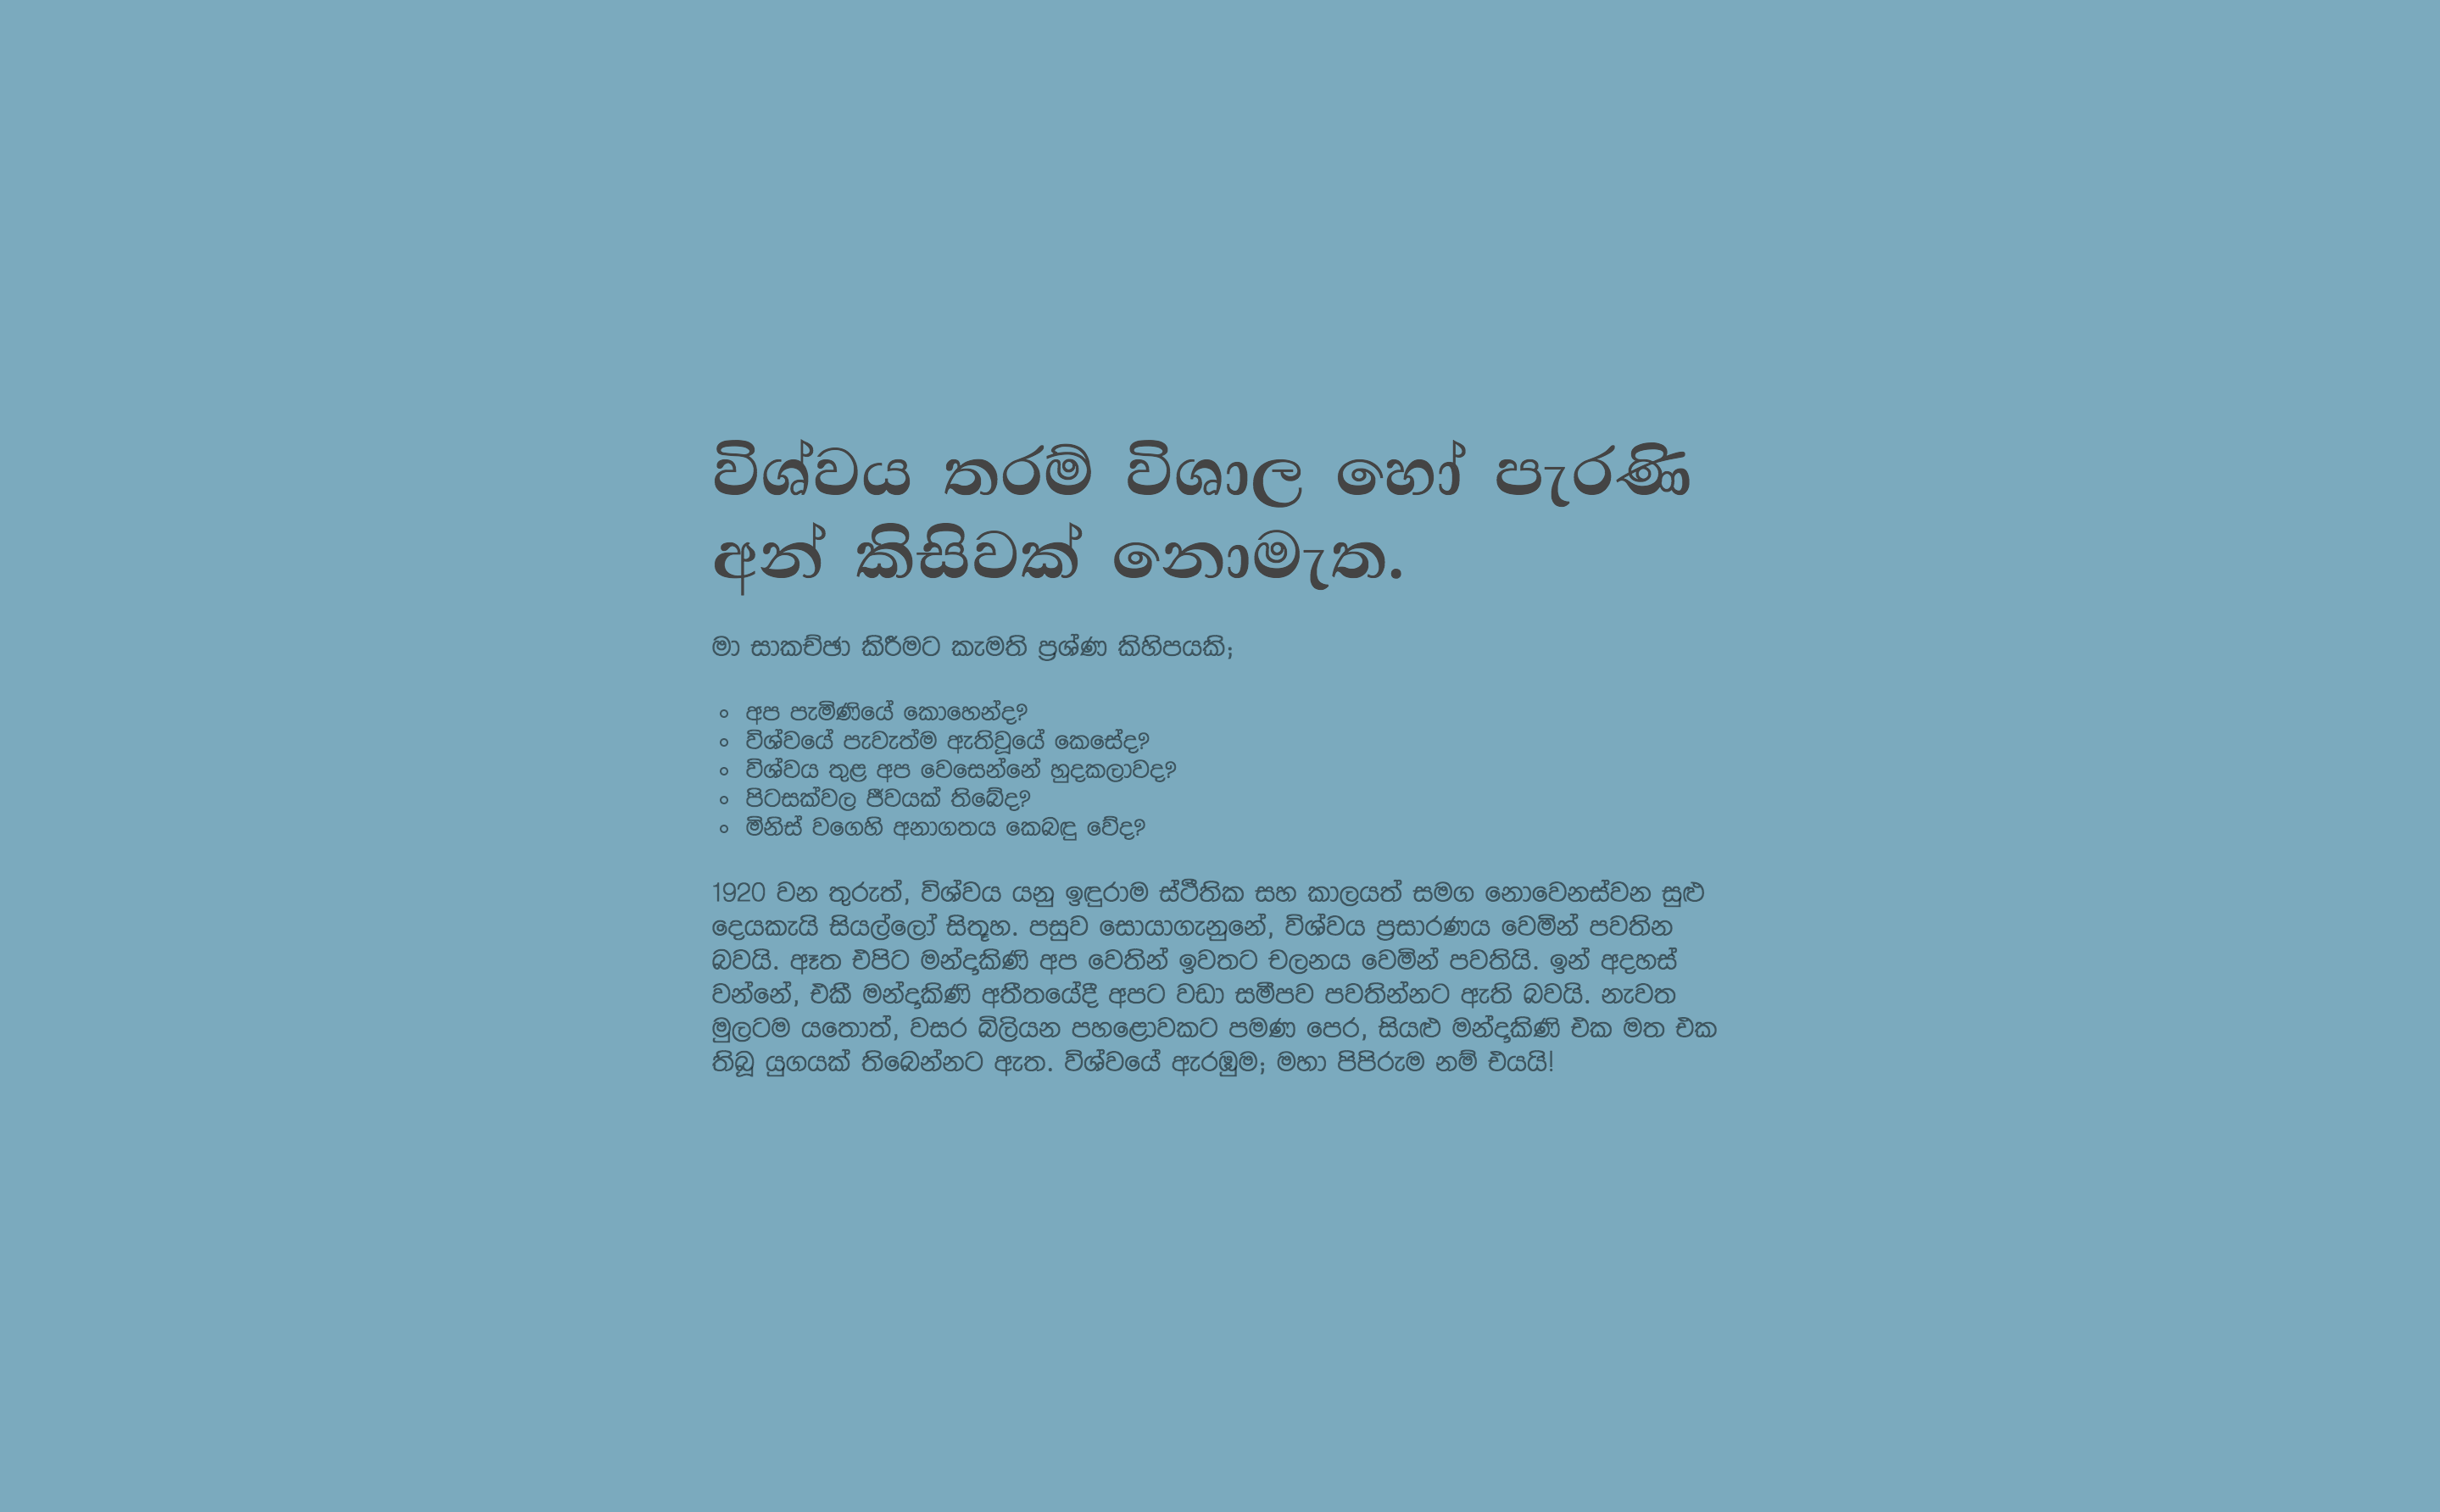 විශ්වය තරම් විශාල හෝ පැරණි
අන් කිසිවක් නොමැත.
මා සාකච්ඡා කිරීමට කැමති ප්‍රශ්ණ කිහිපයකි;
◦ අප පැමිණියේ කොහෙන්ද?
◦ විශ්වයේ පැවැත්ම ඇතිවූයේ කෙසේද?
◦ විශ්වය තුළ අප වෙසෙන්නේ හුදකලාවද?
◦ පිටසක්වල ජීවයක් තිබේද?
◦ මිනිස් වගෙහි අනාගතය කෙබඳු වේද?
1920 වන තුරුත්, විශ්වය යනු ඉඳුරාම ස්ථීතික සහ කාලයත් සමග නොවෙනස්වන සුළු
දෙයකැයි සියල්ලෝ සිතූහ. පසුව සොයාගැනුනේ, විශ්වය ප්‍රසාරණය වෙමින් පවතින
බවයි. ඈත එපිට මන්දාකිණි අප වෙතින් ඉවතට චලනය වෙමින් පවතියි. ඉන් අදහස්
වන්නේ, එකී මන්දාකිණි අතීතයේදී අපට වඩා සමීපව පවතින්නට ඇති බවයි. නැවත
මුලටම යතොත්, වසර බිලියන පහළොවකට පමණ පෙර, සියළු මන්දාකිණි එක මත එක
තිබූ යුගයක් තිබෙන්නට ඇත. විශ්වයේ ඇරඹුම; මහා පිපිරුම නම් එයයි!